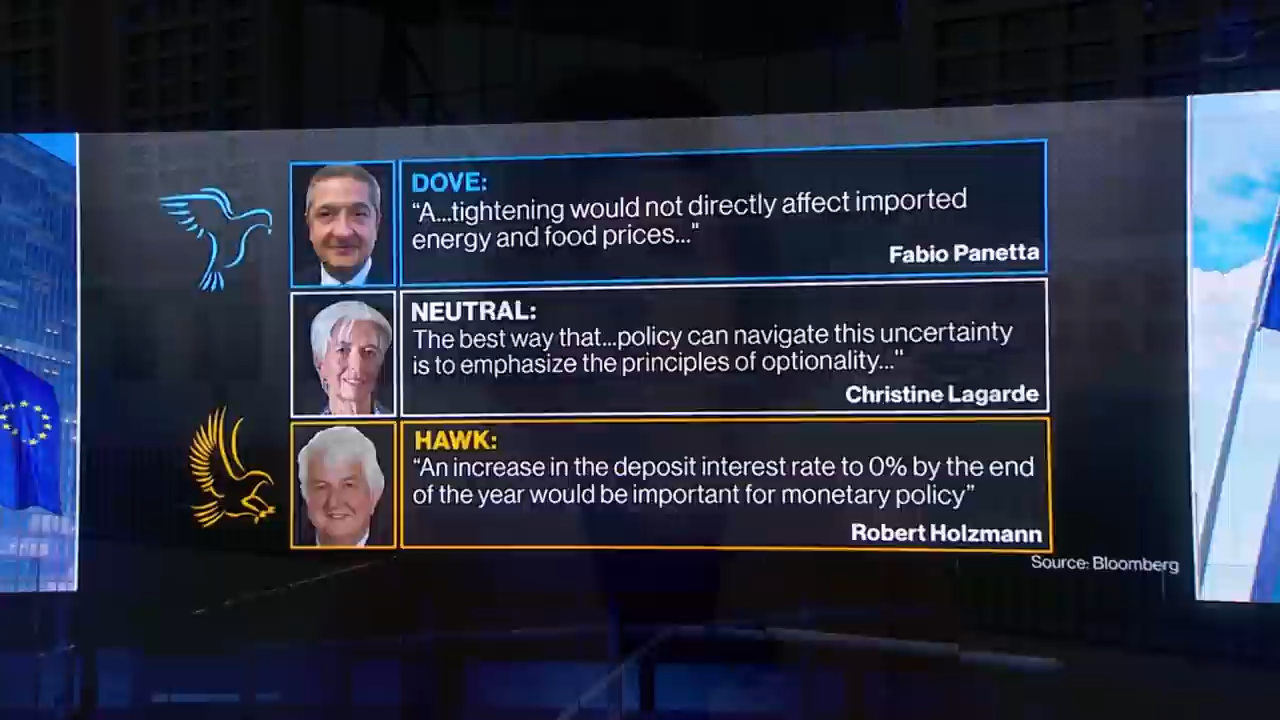 DOVE:
“A...tightening would not directly affect imported
energy and food prices...”
Fabio Panetta
NEUTRAL:
The best way that...policy can navigate this uncertainty
is to emphasize the principles of optionality...”
Christine Lagarde
HAWK:
“An increase in the deposit interest rate to 0% by the end
of the year would be important for monetary policy”
Robert Holzmann
Source: Bloomberg